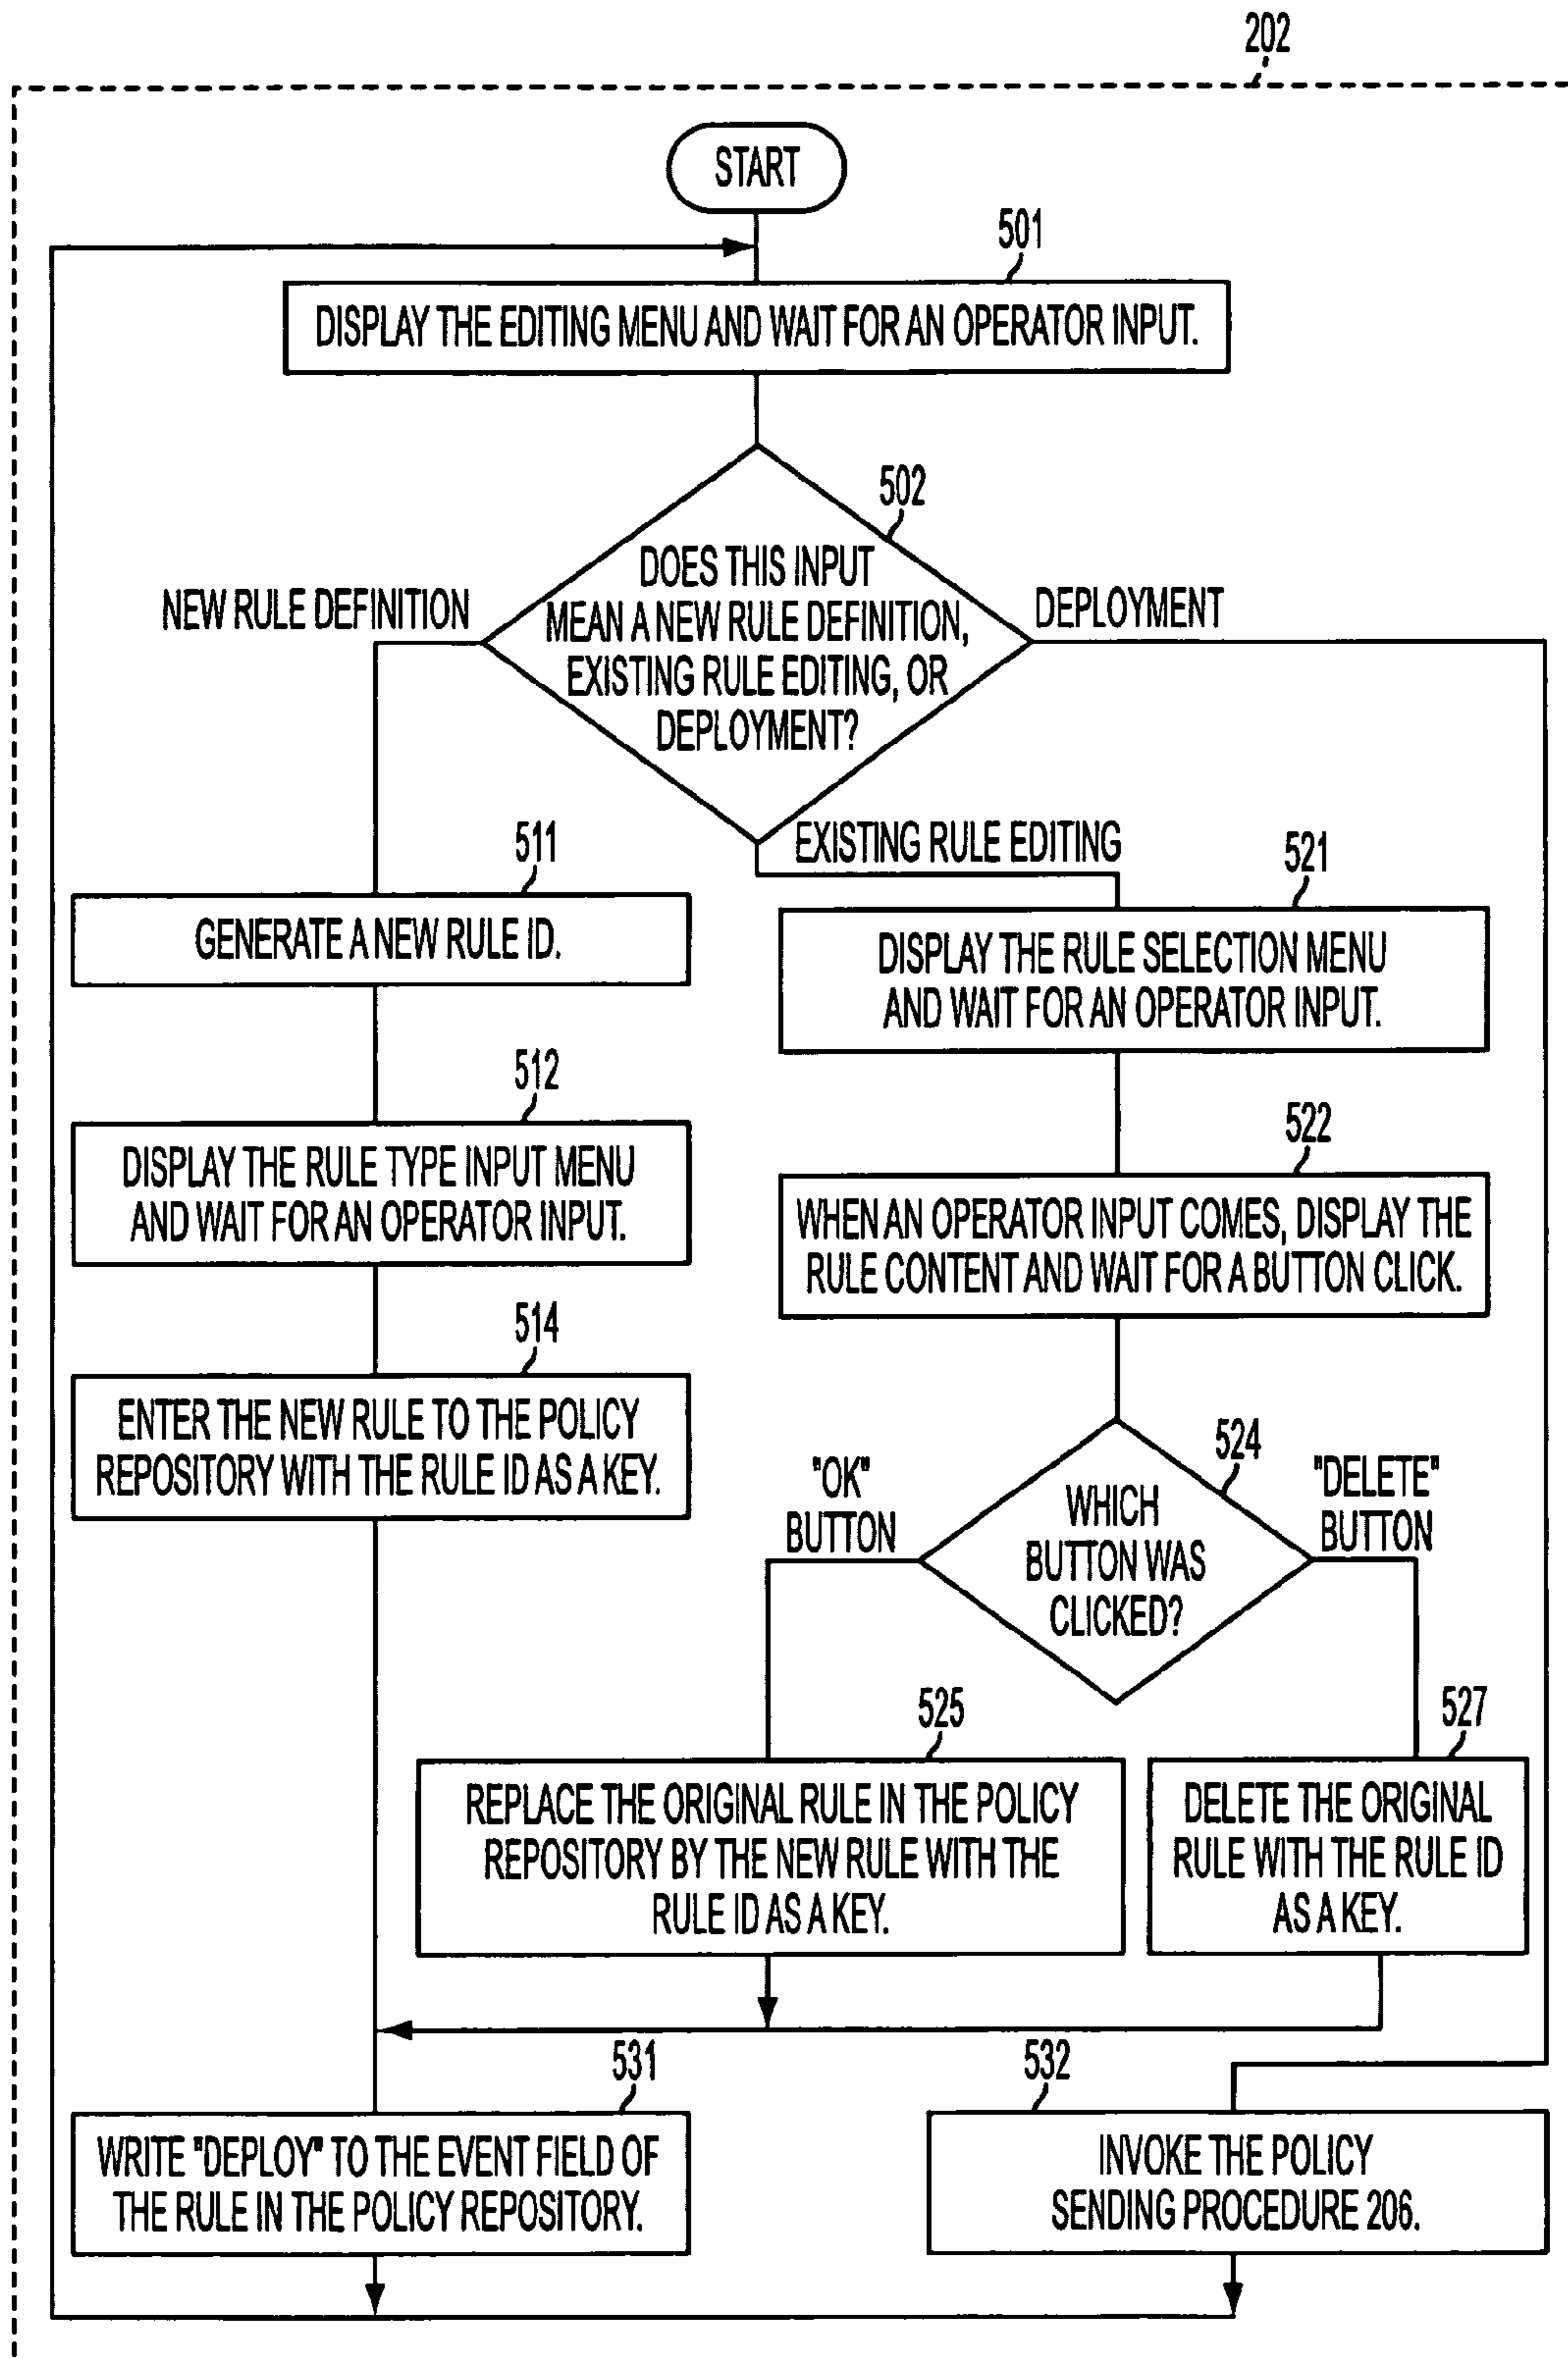 202
START
501
DISPLAY THE EDITING MENU AND WAIT FOR AN OPERATOR INPUT.
502
DOES THIS INPUT
MEAN A NEW RULE DEFINITION,
EXISTING RULE EDITING, OR
DEPLOYMENT?
NEW RULE DEFINITION
DEPLOYMENT
EXISTING RULE EDITING
511
GENERATE A NEW RULE ID.
521
DISPLAY THE RULE SELECTION MENU
AND WAIT FOR AN OPERATOR INPUT.
512
DISPLAY THE RULE TYPE INPUT MENU
AND WAIT FOR AN OPERATOR INPUT.
522
WHEN AN OPERATOR INPUT COMES, DISPLAY THE
RULE CONTENT AND WAIT FOR A BUTTON CLICK.
514
ENTER THE NEW RULE TO THE POLICY
REPOSITORY WITH THE RULE ID AS A KEY.
524
WHICH
BUTTON WAS
CLICKED?
"OK"
BUTTON
"DELETE"
BUTTON
525
REPLACE THE ORIGINAL RULE IN THE POLICY
REPOSITORY BY THE NEW RULE WITH THE
RULE ID AS A KEY.
527
DELETE THE ORIGINAL
RULE WITH THE RULE ID
AS A KEY.
531
WRITE "DEPLOY" TO THE EVENT FIELD OF
THE RULE IN THE POLICY REPOSITORY.
532
INVOKE THE POLICY
SENDING PROCEDURE 206.